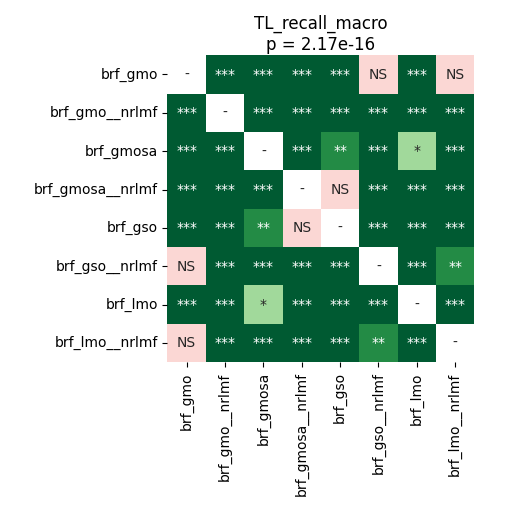 TL_recall_macro
p = 2.17e-16
brf_gmo - *** *** *** *** NS *** NS
brf_gmo__nrlmf *** - *** *** *** *** *** ***
brf_gmosa *** *** - *** ** *** * ***
brf_gmosa__nrlmf *** *** *** - NS *** *** ***
brf_gso *** *** ** NS - *** *** ***
brf_gso__nrlmf NS *** *** *** *** - *** **
brf_lmo *** *** * *** *** *** - ***
brf_lmo__nrlmf NS *** *** *** *** ** *** -
brf_gmo
brf_gmo__nrlmf
brf_gmosa
brf_gmosa__nrlmf
brf_gso
brf_gso__nrlmf
brf_lmo
brf_lmo__nrlmf